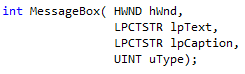 int MessageBox( HWND hWnd,
LPCTSTR lpText,
LPCTSTR lpCaption,
UINT uType);